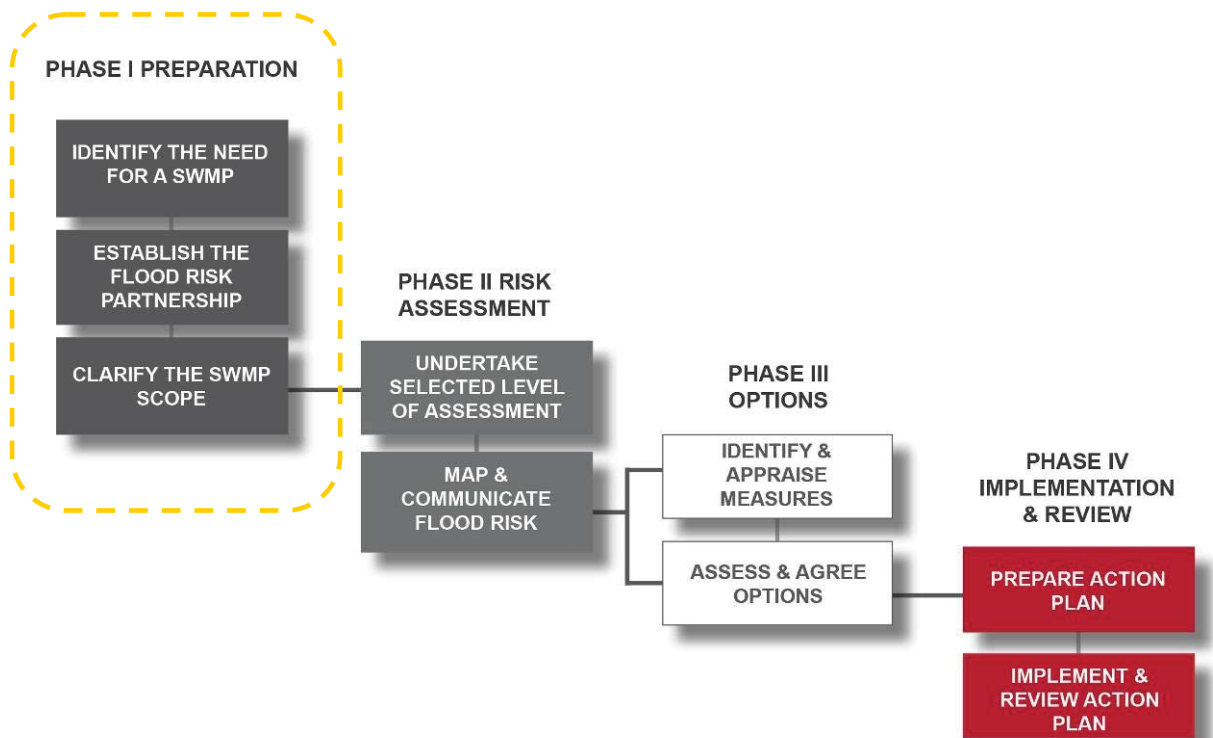 PHASE I PREPARATION
IDENTIFY THE NEED
FOR A SWMP
ESTABLISH THE
FLOOD RISK
PARTNERSHIP
CLARIFY THE SWMP
SCOPE
PHASE II RISK
ASSESSMENT
UNDERTAKE
SELECTED LEVEL
OF ASSESSMENT
MAP &
COMMUNICATE
FLOOD RISK
PHASE III
OPTIONS
IDENTIFY &
APPRAISE
MEASURES
ASSESS & AGREE
OPTIONS
PHASE IV
IMPLEMENTATION
& REVIEW
PREPARE ACTION
PLAN
IMPLEMENT &
REVIEW ACTION
PLAN